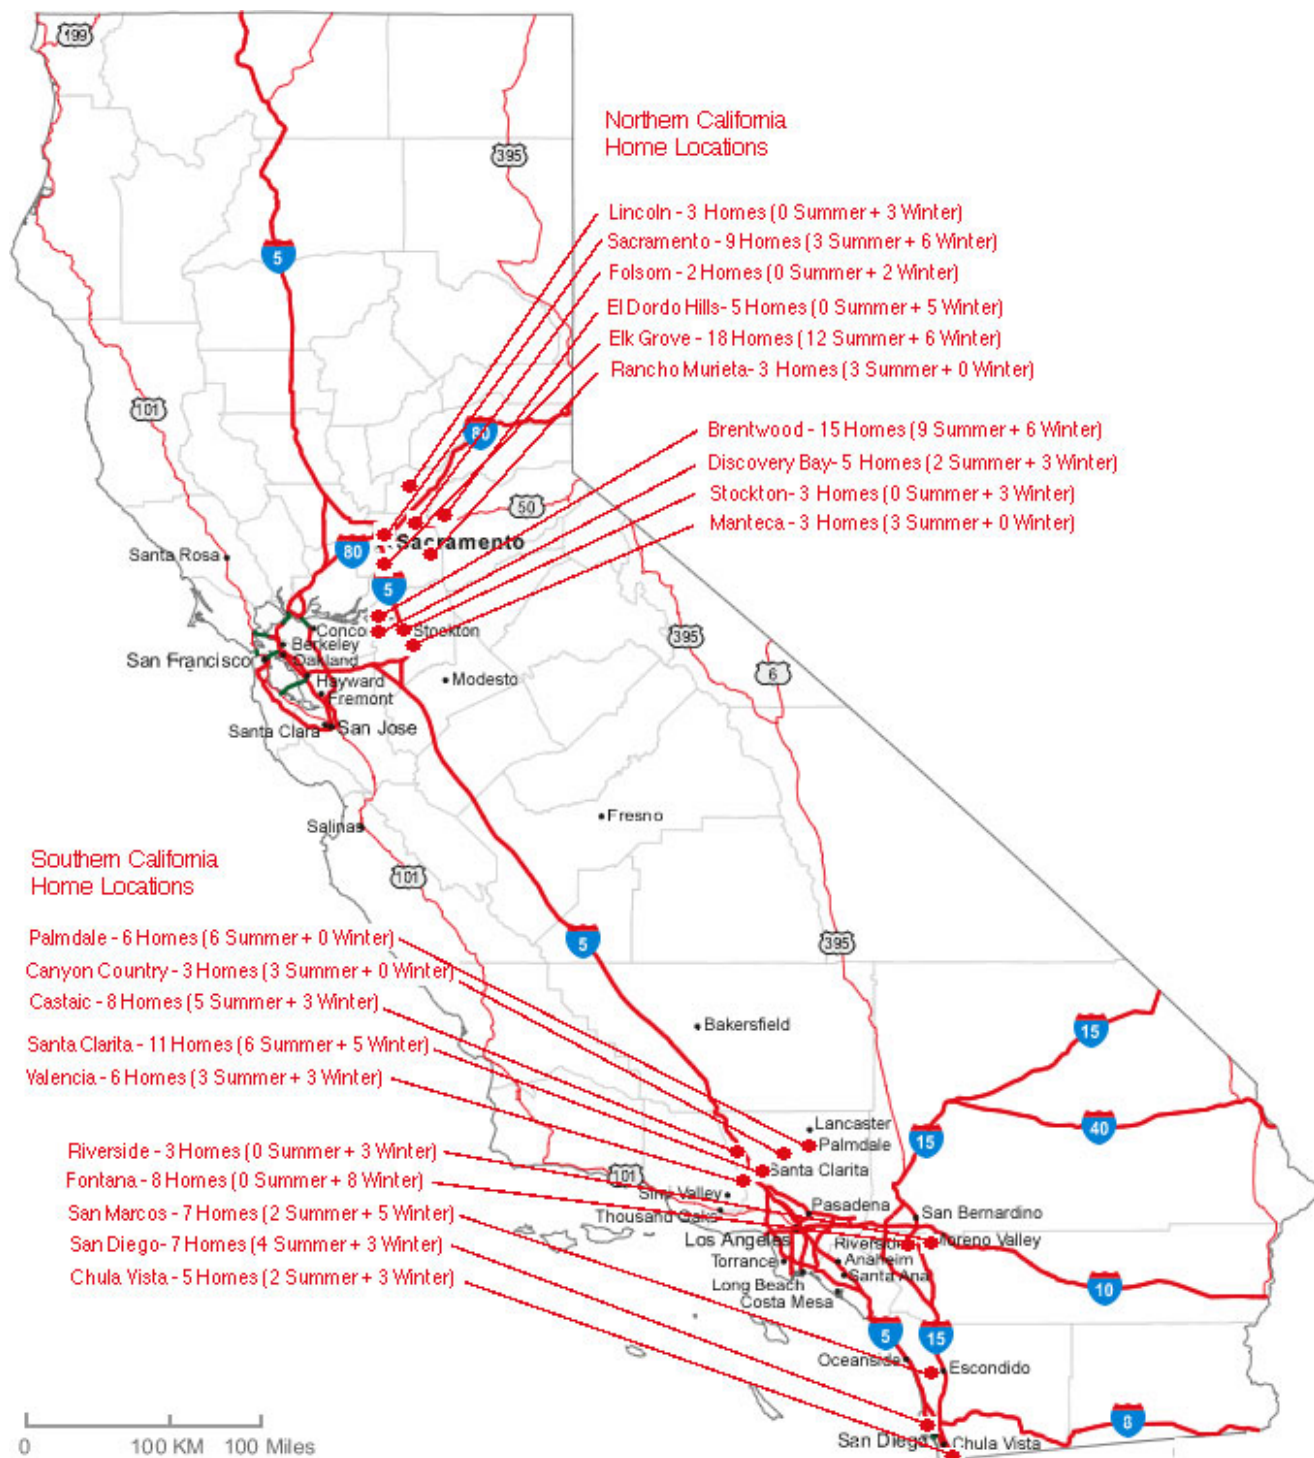 199
Northern California
Home Locations
395
Lincoln - 3 Homes (0 Summer + 3 Winter)
Sacramento - 9 Homes (3 Summer + 6 Winter)
5
Folsom - 2 Homes (0 Summer + 2 Winter)
El Dordo Hills- 5 Homes (0 Summer + 5 Winter)
Elk Grove - 18 Homes (12 Summer + 6 Winter)
Rancho Murieta- 3 Homes (3 Summer + 0 Winter)
101
80
Brentwood - 15 Homes (9 Summer + 6 Winter)
Discovery Bay- 5 Homes (2 Summer + 3 Winter)
Stockton- 3 Homes (0 Summer + 3 Winter)
50
Manteca - 3 Homes (3 Summer + 0 Winter)
Sacramento
80
Santa Rosa
5
Conco
Stockton
395
Berkeley
San Francisco
Oakland
6
Hayward
Modesto
Fremont
Santa Clara
San Jose
Fresno
Salinas
Southern California
Home Locations
101
Palmdale - 6 Homes (6 Summer + 0 Winter)
5
395
Canyon Country - 3 Homes (3 Summer + 0 Winter)
Castaic - 8 Homes (5 Summer + 3 Winter)
Bakersfield
15
Santa Clarita - 11 Homes (6 Summer + 5 Winter)
Valencia - 6 Homes (3 Summer + 3 Winter)
Lancaster
40
Palmdale
15
Riverside - 3 Homes (0 Summer + 3 Winter)
Santa Clarita
101
Fontana - 8 Homes (0 Summer + 8 Winter)
Simi Valley
Pasadena
San Marcos - 7 Homes (2 Summer + 5 Winter)
Thousand Oaks
San Bernardino
San Diego- 7 Homes (4 Summer + 3 Winter)
Los Angeles
Riverside
Moreno Valley
Torrance
Anaheim
Chula Vista - 5 Homes (2 Summer + 3 Winter)
Santa Ana
Long Beach
10
Costa Mesa
5
15
Oceanside
Escondido
8
San Diego
Chula Vista
0
100 KM
100 Miles